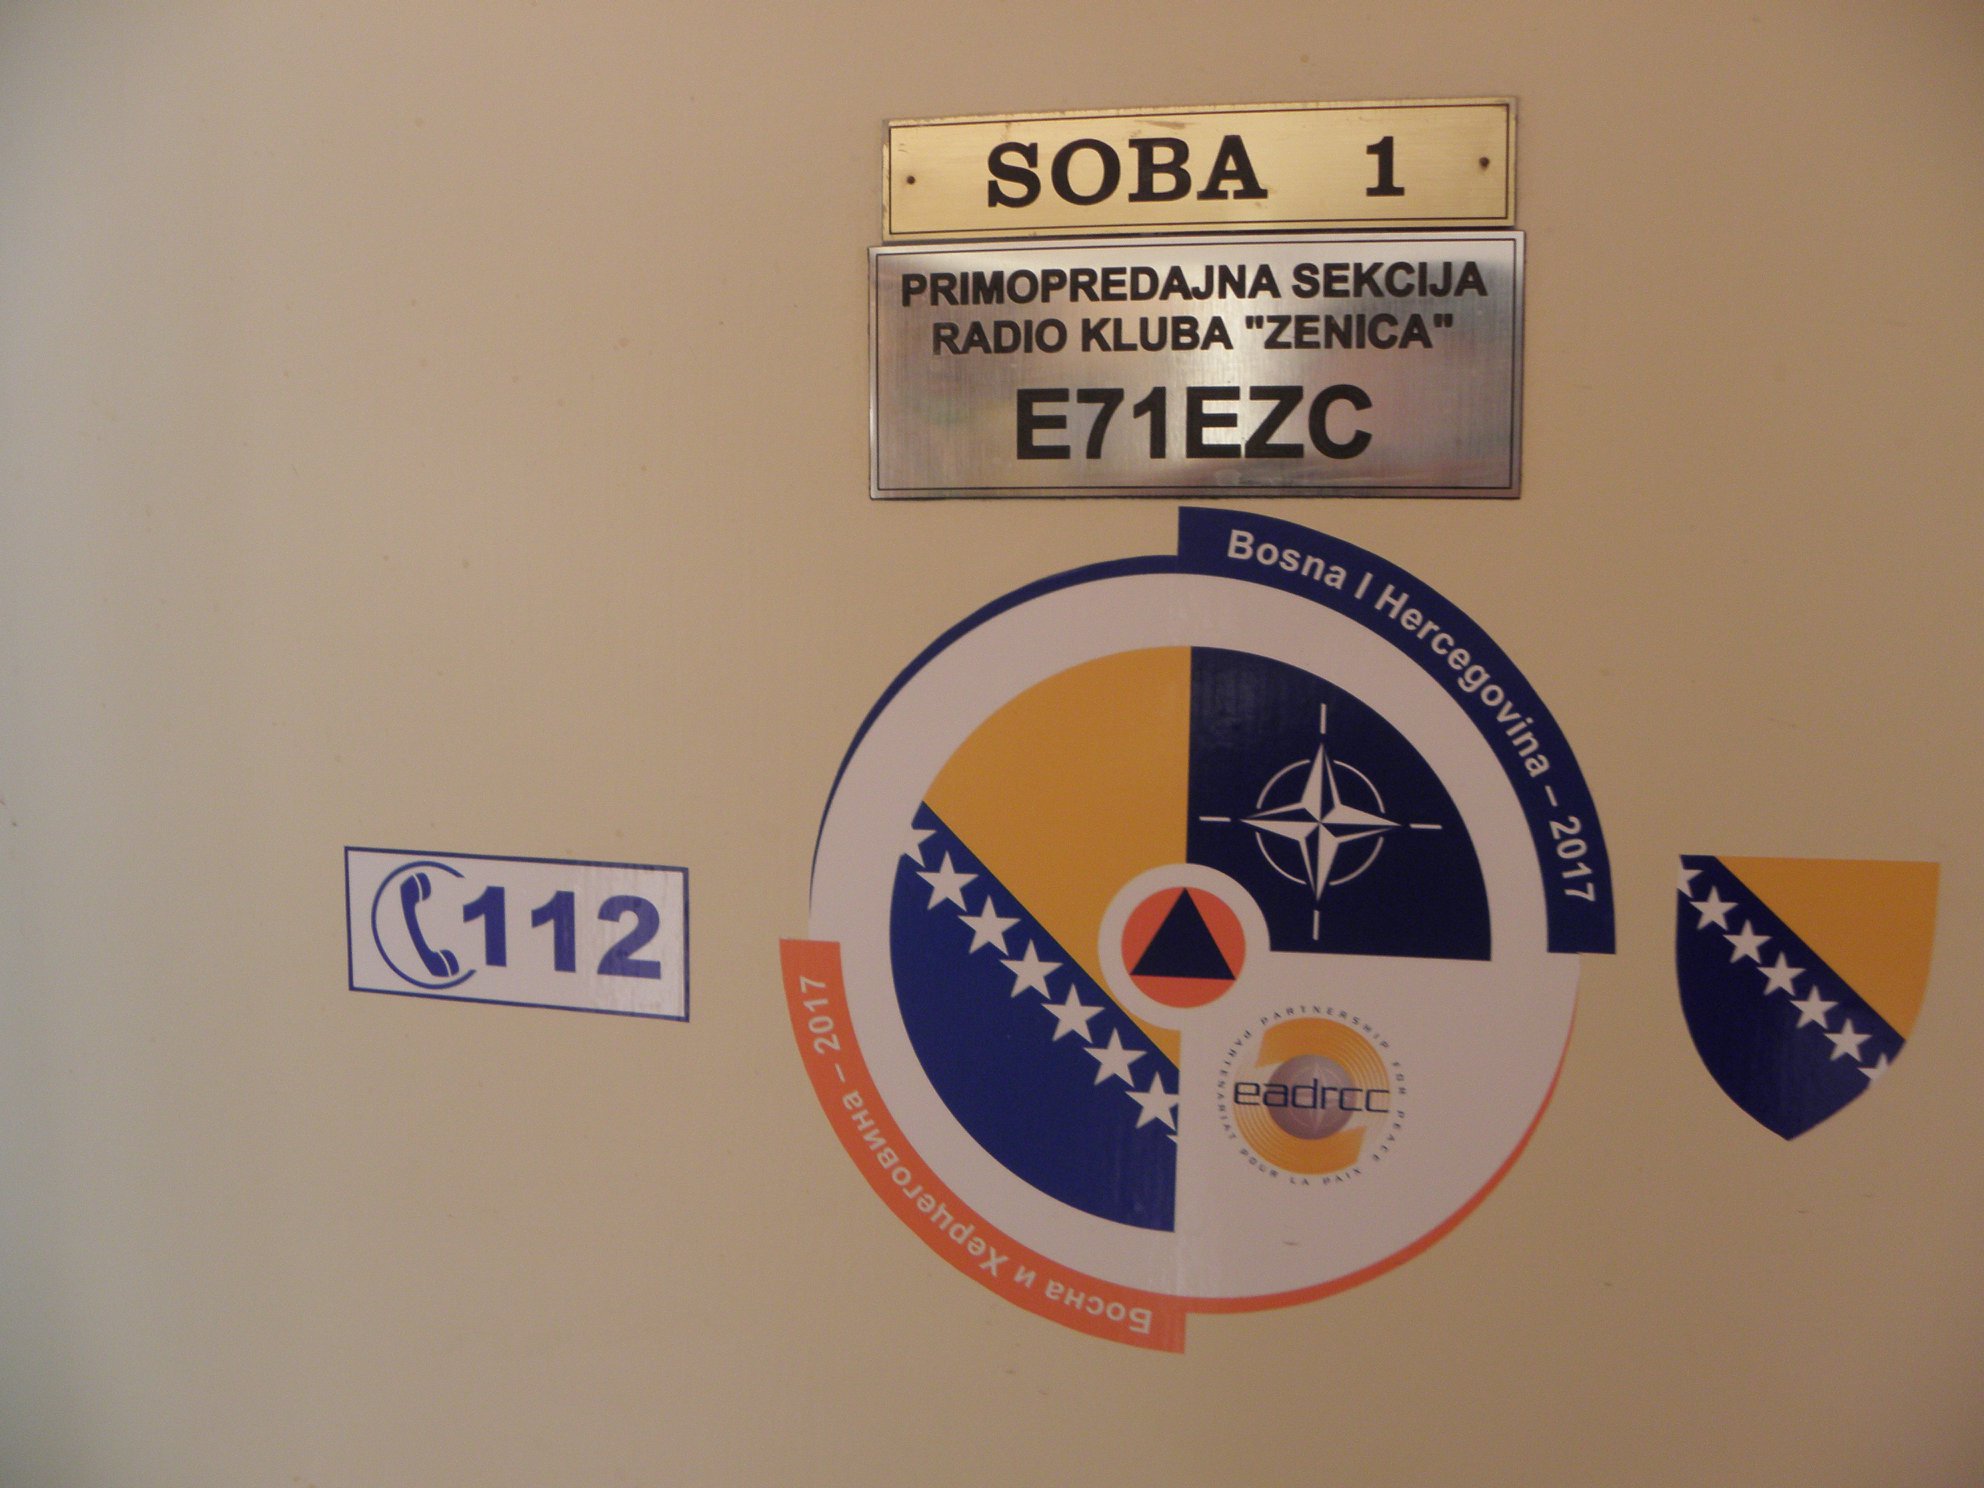 SOBA 1
PRIMOPREDAJNA SEKCIJA
RADIO KLUBA "ZENICA"
E71EZC
Bosna I Hercegovina – 2017
112
eadrcc
PARTNERSHIP FOR PEACE
PARTENARIAT POUR LA PAIX
Босна и Херцеговина – 2017